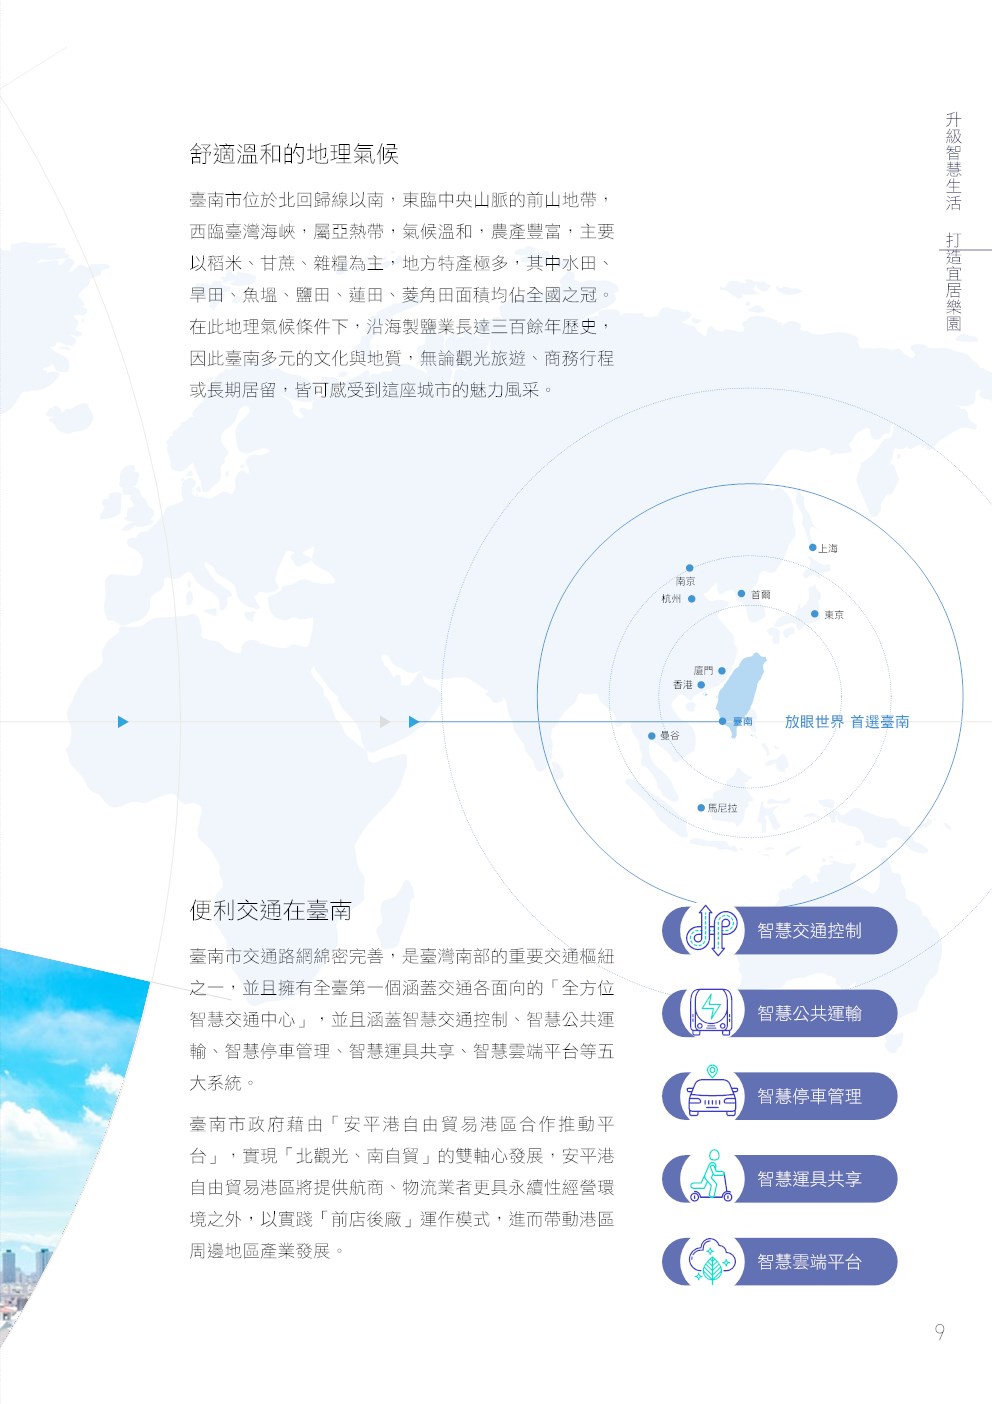 升級智慧生活　打造宜居樂園
舒適溫和的地理氣候
臺南市位於北回歸線以南，東臨中央山脈的前山地帶，
西臨臺灣海峽，屬亞熱帶，氣候溫和，農產豐富，主要
以稻米、甘蔗、雜糧為主，地方特產極多，其中水田、
旱田、魚塭、鹽田、蓮田、菱角田面積均佔全國之冠。
在此地理氣候條件下，沿海製鹽業長達三百餘年歷史，
因此臺南多元的文化與地質，無論觀光旅遊、商務行程
或長期居留，皆可感受到這座城市的魅力風采。
上海
南京
杭州
首爾
東京
廈門
香港
臺南
放眼世界 首選臺南
曼谷
馬尼拉
便利交通在臺南
臺南市交通路網綿密完善，是臺灣南部的重要交通樞紐
之一，並且擁有全臺第一個涵蓋交通各面向的「全方位
智慧交通中心」，並且涵蓋智慧交通控制、智慧公共運
輸、智慧停車管理、智慧運具共享、智慧雲端平台等五
大系統。
臺南市政府藉由「安平港自由貿易港區合作推動平
台」，實現「北觀光、南自貿」的雙軸心發展，安平港
自由貿易港區將提供航商、物流業者更具永續性經營環
境之外，以實踐「前店後廠」運作模式，進而帶動港區
周邊地區產業發展。
智慧交通控制
智慧公共運輸
智慧停車管理
智慧運具共享
智慧雲端平台
9